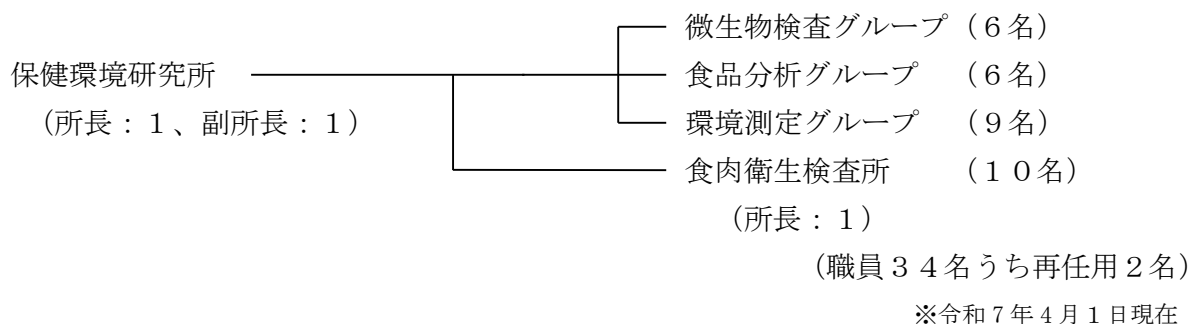 微生物検査グループ（６名）
保健環境研究所 食品分析グループ （６名）
（所長：１、副所長：１） 環境測定グループ （９名）
食肉衛生検査所 （１０名）
（所長：１）
（職員３４名うち再任用２名）
※令和７年４月１日現在